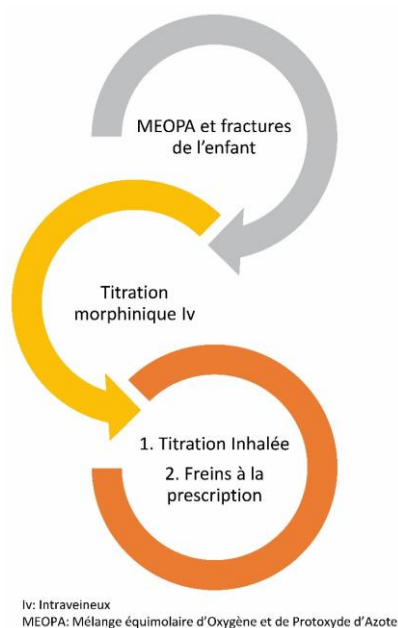 MEOPA et fractures
de l'enfant
Titration
morphinique Iv
1. Titration Inhalée
2. Freins à la
prescription
Iv: Intraveineux
MEOPA: Mélange équimolaire d'Oxygène et de Protoxyde d'Azote